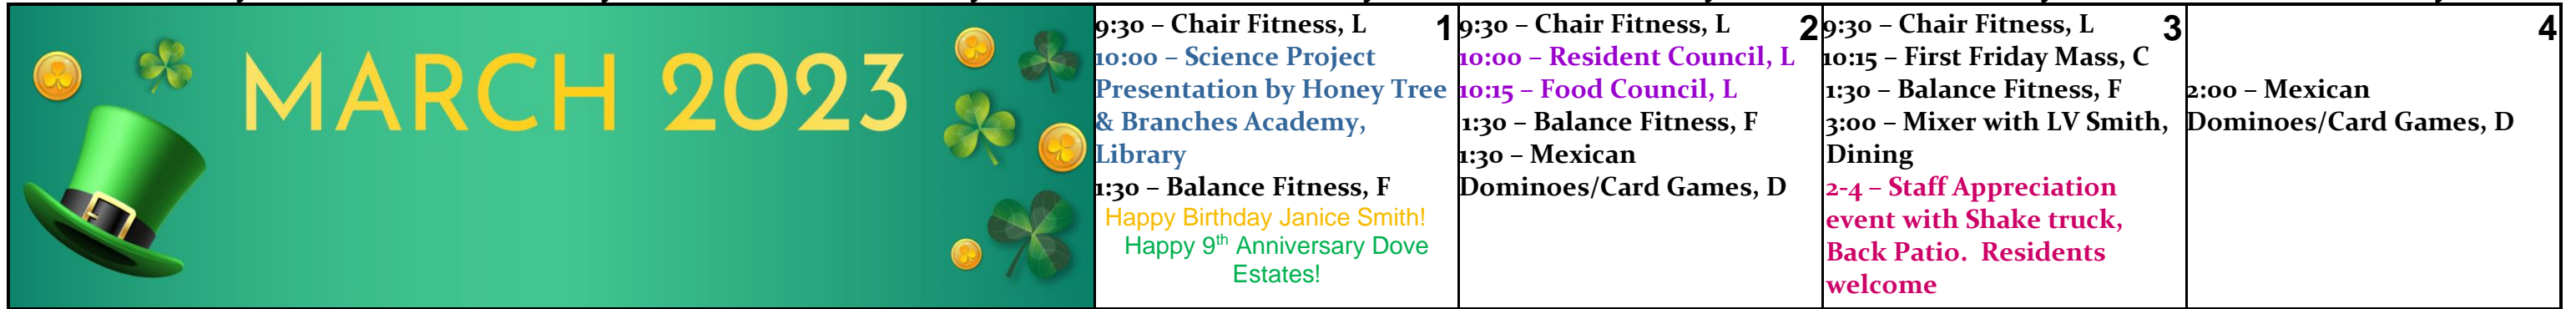 MARCH 2023
9:30 – Chair Fitness, L 1
10:00 – Science Project
Presentation by Honey Tree
& Branches Academy,
Library
1:30 – Balance Fitness, F
Happy Birthday Janice Smith!
Happy 9th Anniversary Dove
Estates!
9:30 – Chair Fitness, L 2
10:00 – Resident Council, L
10:15 – Food Council, L
1:30 – Balance Fitness, F
1:30 – Mexican
Dominoes/Card Games, D
9:30 – Chair Fitness, L 3
10:15 – First Friday Mass, C
1:30 – Balance Fitness, F
3:00 – Mixer with LV Smith,
Dining
2-4 – Staff Appreciation
event with Shake truck,
Back Patio.  Residents
welcome
4
2:00 – Mexican
Dominoes/Card Games, D